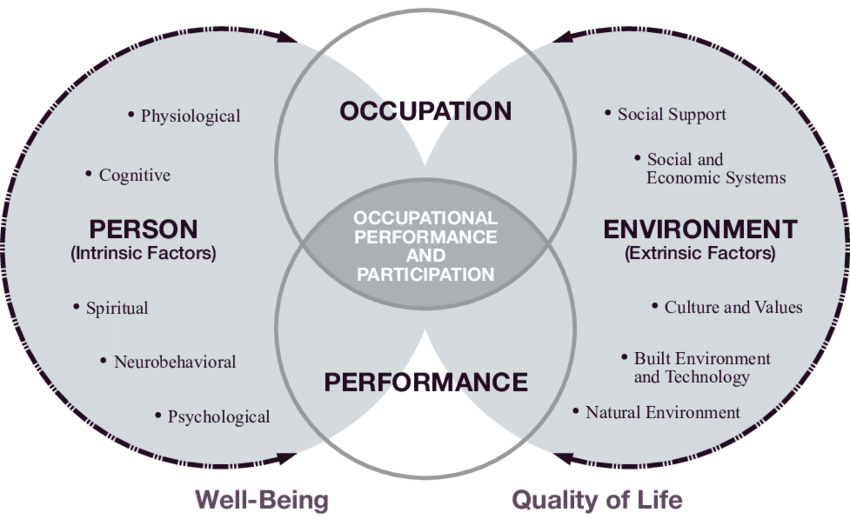 OCCUPATION
• Physiological
• Cognitive
PERSON
(Intrinsic Factors)
• Spiritual
• Neurobehavioral
• Psychological
OCCUPATIONAL
PERFORMANCE
AND
PARTICIPATION
PERFORMANCE
• Social Support
• Social and
Economic Systems
ENVIRONMENT
(Extrinsic Factors)
• Culture and Values
• Built Environment
and Technology
• Natural Environment
Well-Being
Quality of Life